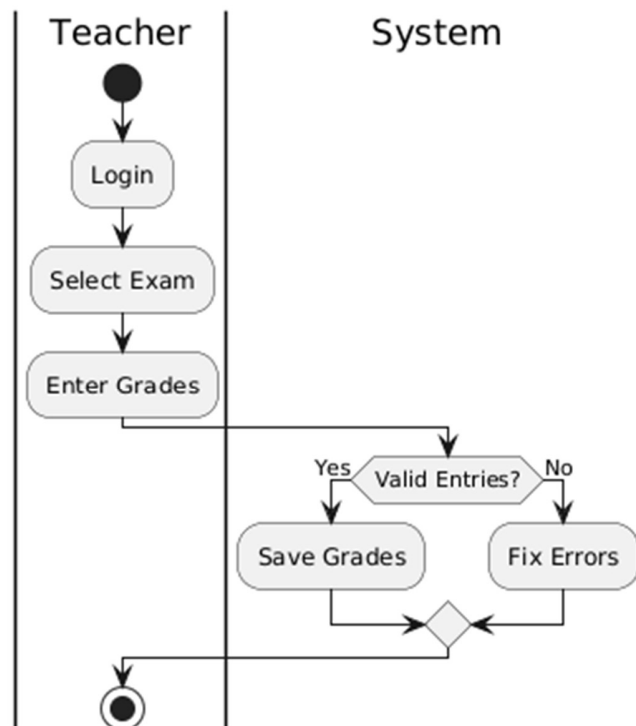 Teacher
System
Login
Select Exam
Enter Grades
Yes
Valid Entries?
No
Save Grades
Fix Errors